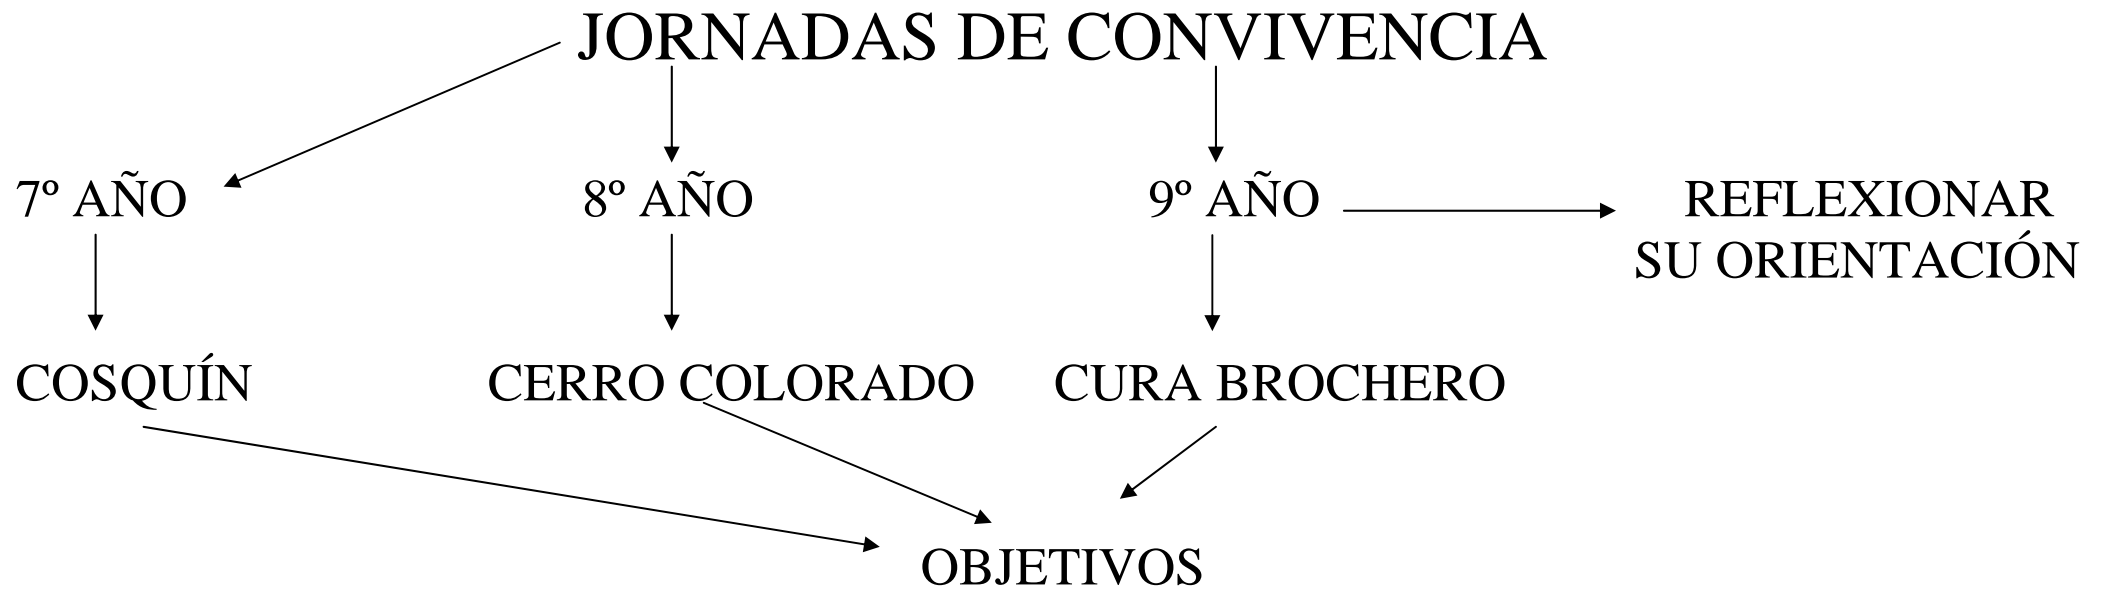 JORNADAS DE CONVIVENCIA
7º AÑO
8º AÑO
9º AÑO
REFLEXIONAR
SU ORIENTACIÓN
COSQUÍN
CERRO COLORADO
CURA BROCHERO
OBJETIVOS